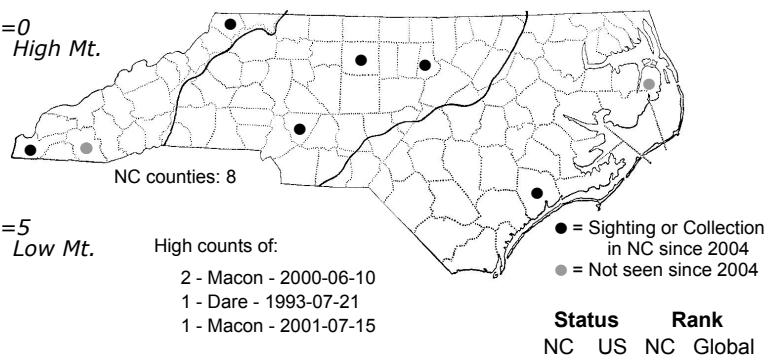 =0
High Mt.
NC counties: 8
=5
Low Mt.
High counts of:
2 - Macon - 2000-06-10
1 - Dare - 1993-07-21
1 - Macon - 2001-07-15
= Sighting or Collection
in NC since 2004
= Not seen since 2004
Status Rank
NC US NC Global